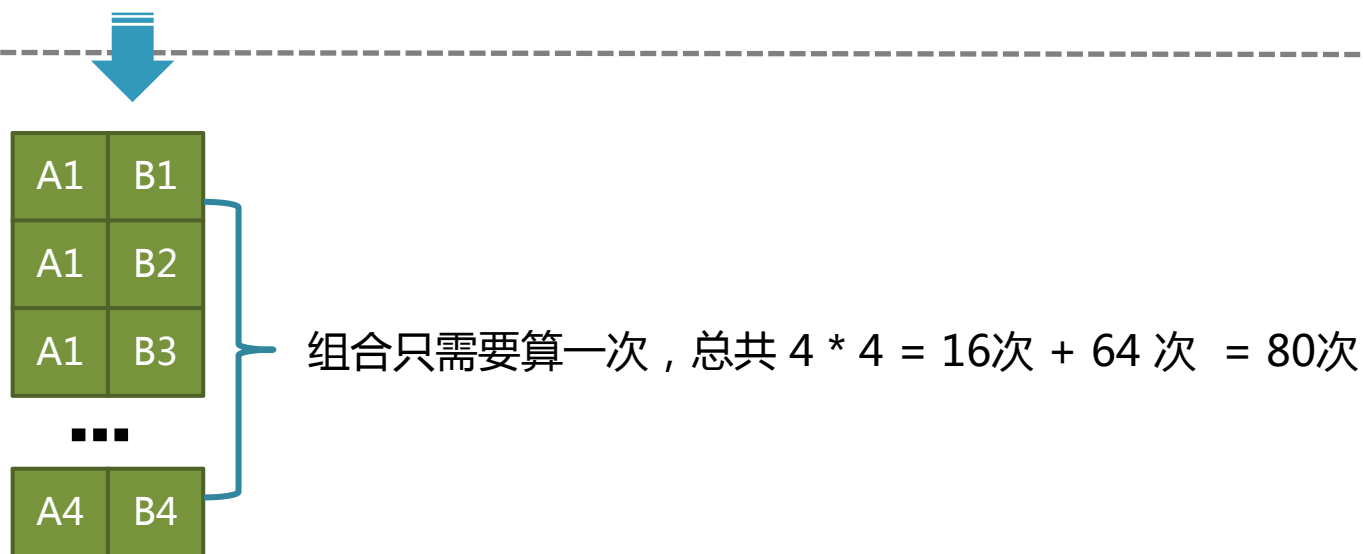 A1 B1
A1 B2
A1 B3
组合只需要算一次，总共 4 * 4 = 16次 + 64 次 = 80次
...
A4 B4